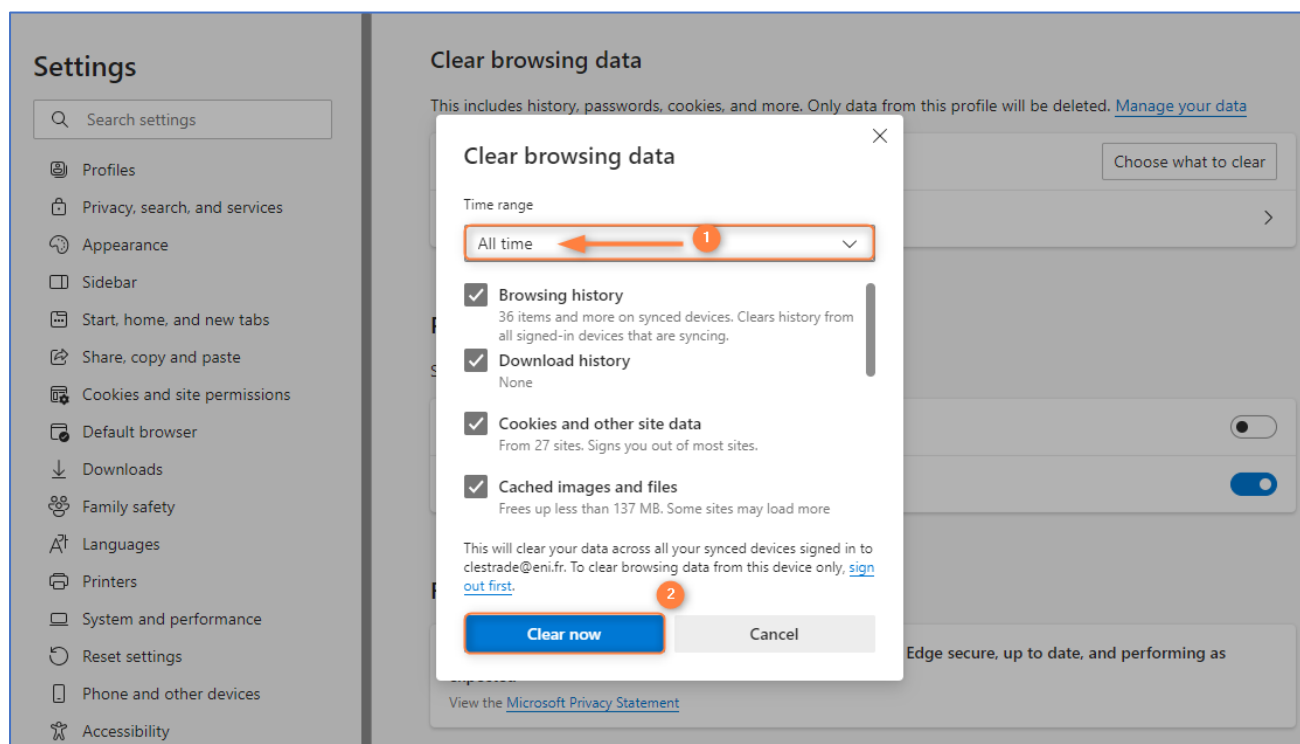 Settings
Search settings
Profiles
Privacy, search, and services
Appearance
Sidebar
Start, home, and new tabs
Share, copy and paste
Cookies and site permissions
Default browser
Downloads
Family safety
Languages
Printers
System and performance
Reset settings
Phone and other devices
Accessibility
Clear browsing data
This includes history, passwords, cookies, and more. Only data from this profile will be deleted. Manage your data
Choose what to clear
Clear browsing data
Time range
All time
1
Browsing history
36 items and more on synced devices. Clears history from
all signed-in devices that are syncing.
Download history
None
Cookies and other site data
From 27 sites. Signs you out of most sites.
Cached images and files
Frees up less than 137 MB. Some sites may load more
This will clear your data across all your synced devices signed in to
clestrade@eni.fr. To clear browsing data from this device only, sign
out first.
2
Clear now
Cancel
Edge secure, up to date, and performing as
View the Microsoft Privacy Statement